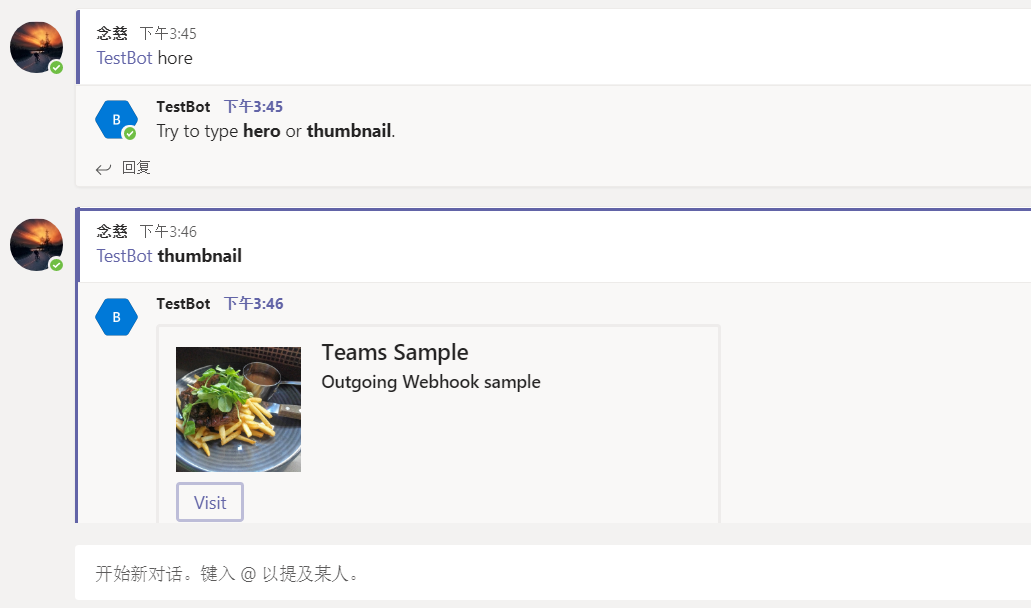 念慈 下午3:45
TestBot hore
B
TestBot 下午3:45
Try to type hero or thumbnail.
回复
念慈 下午3:46
TestBot thumbnail
B
TestBot 下午3:46
Teams Sample
Outgoing Webhook sample
Visit
开始新对话。键入 @ 以提及某人。